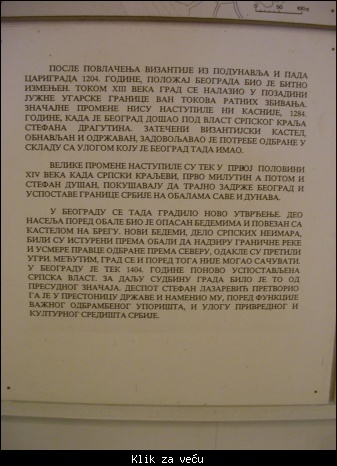 ПОСЛЕ ПОВЛАЧЕЊА ВИЗАНТИЈЕ ИЗ ПОДУНАВЉА И ПАДА
ЦАРИГРАДА 1204. ГОДИНЕ, ПОЛОЖАЈ БЕОГРАДА БИО ЈЕ БИТНО
ИЗМЕЊЕН. ТОКОМ XIII ВЕКА ГРАД СЕ НАЛАЗИО У ПОЗАДИНИ
ЈУЖНЕ УГАРСКЕ ГРАНИЦЕ ВАН ТОКОВА РАТНИХ ЗБИВАЊА.
ЗНАЧАЈНЕ ПРОМЕНЕ НИСУ НАСТУПИЛЕ НИ КАСНИЈЕ, 1284.
ГОДИНЕ, КАДА ЈЕ БЕОГРАД ДОШАО ПОД ВЛАСТ СРПСКОГ КРАЉА
СТЕФАНА ДРАГУТИНА. ЗАТЕЧЕНИ ВИЗАНТИЈСКИ КАСТЕЛ,
ОБНАВЉАН И ОДРЖАВАН, ЗАДОВОЉАВАО ЈЕ ПОТРЕБЕ ОДБРАНЕ У
СКЛАДУ СА УЛОГОМ КОЈУ ЈЕ БЕОГРАД ТАДА ИМАО.
ВЕЛИКЕ ПРОМЕНЕ НАСТУПИЛЕ СУ ТЕК У ПРВОЈ ПОЛОВИНИ
XIV ВЕКА КАДА СРПСКИ КРАЉЕВИ, ПРВО МИЛУТИН А ПОТОМ И
СТЕФАН ДУШАН, ПОКУШАВАЈУ ДА ТРАЈНО ЗАДРЖЕ БЕОГРАД И
УСПОСТАВЕ ГРАНИЦЕ СРБИЈЕ НА ОБАЛАМА САВЕ И ДУНАВА.
У БЕОГРАДУ СЕ ТАДА ГРАДИЛО НОВО УТВРЂЕЊЕ. ДЕО
НАСЕЉА ПОРЕД ОБАЛЕ БИО ЈЕ ОПАСАН БЕДЕМИМА И ПОВЕЗАН СА
КАСТЕЛОМ НА БРЕГУ. НОВИ БЕДЕМИ, ДЕЛО СРПСКИХ НЕИМАРА,
БИЛИ СУ ИСТУРЕНИ ПРЕМА ОБАЛИ ДА НАДЗИРУ ГРАНИЧНЕ РЕКЕ
И УСМЕРЕ ПРАВЦЕ ОДБРАНЕ ПРЕМА СЕВЕРУ, ОДАКЛЕ СУ ПРЕТИЛИ
УГРИ. МЕЂУТИМ, ГРАД СЕ И ПОРЕД ТОГА НИЈЕ МОГАО САЧУВАТИ.
У БЕОГРАДУ ЈЕ ТЕК 1404. ГОДИНЕ ПОНОВО УСПОСТАВЉЕНА
СРПСКА ВЛАСТ. ЗА ДАЉУ СУДБИНУ ГРАДА БИЛО ЈЕ ТО ОД
ПРЕСУДНОГ ЗНАЧАЈА. ДЕСПОТ СТЕФАН ЛАЗАРЕВИЋ ПРЕТВОРИО
ГА ЈЕ У ПРЕСТОНИЦУ ДРЖАВЕ И НАМЕНИО МУ, ПОРЕД ФУНКЦИЈЕ
ВАЖНОГ ОДБРАМБЕНОГ УПОРИШТА, И УЛОГУ ПРИВРЕДНОГ И
КУЛТУРНОГ СРЕДИШТА СРБИЈЕ.
Klik za veću